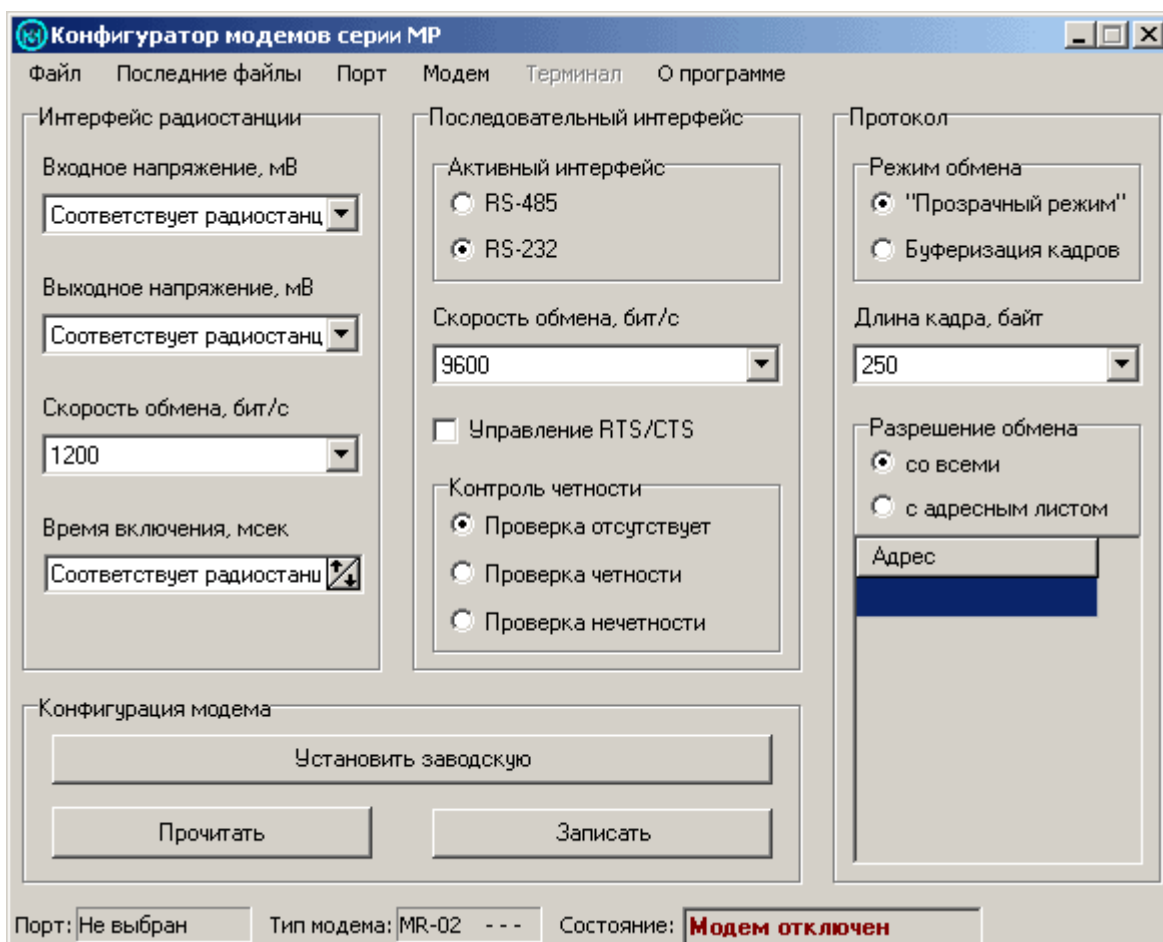 Конфигуратор модемов серии МР
Файл Последние файлы Порт Модем Терминал О программе
Интерфейс радиостанции
Входное напряжение, мВ
Соответствует радиостанц
Выходное напряжение, мВ
Соответствует радиостанц
Скорость обмена, бит/с
1200
Время включения, мсек
Соответствует радиостанц
Последовательный интерфейс
Активный интерфейс
RS-485
RS-232
Скорость обмена, бит/с
9600
Управление RTS/CTS
Контроль четности
Проверка отсутствует
Проверка четности
Проверка нечетности
Протокол
Режим обмена
"Прозрачный режим"
Буферизация кадров
Длина кадра, байт
250
Разрешение обмена
со всеми
с адресным листом
Адрес
Конфигурация модема
Установить заводскую
Прочитать Записать
Порт: Не выбран Тип модема: MR-02 --- Состояние: Модем отключен